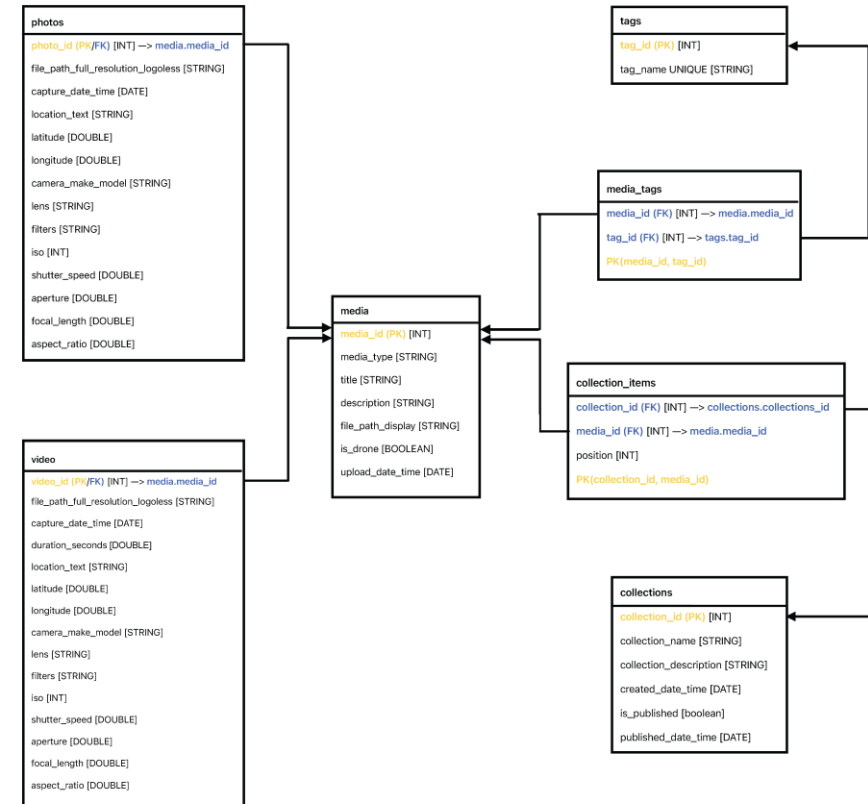 photos
photo_id (PK/FK) [INT] —> media.media_id
file_path_full_resolution_logoless [STRING]
capture_date_time [DATE]
location_text [STRING]
latitude [DOUBLE]
longitude [DOUBLE]
camera_make_model [STRING]
lens [STRING]
filters [STRING]
iso [INT]
shutter_speed [DOUBLE]
aperture [DOUBLE]
focal_length [DOUBLE]
aspect_ratio [DOUBLE]
video
video_id (PK/FK) [INT] —> media.media_id
file_path_full_resolution_logoless [STRING]
capture_date_time [DATE]
duration_seconds [DOUBLE]
location_text [STRING]
latitude [DOUBLE]
longitude [DOUBLE]
camera_make_model [STRING]
lens [STRING]
filters [STRING]
iso [INT]
shutter_speed [DOUBLE]
aperture [DOUBLE]
focal_length [DOUBLE]
aspect_ratio [DOUBLE]
media
media_id (PK) [INT]
media_type [STRING]
title [STRING]
description [STRING]
file_path_display [STRING]
is_drone [BOOLEAN]
upload_date_time [DATE]
tags
tag_id (PK) [INT]
tag_name UNIQUE [STRING]
media_tags
media_id (FK) [INT] —> media.media_id
tag_id (FK) [INT] —> tags.tag_id
PK(media_id, tag_id)
collection_items
collection_id (FK) [INT] —> collections.collections_id
media_id (FK) [INT] —> media.media_id
position [INT]
PK(collection_id, media_id)
collections
collection_id (PK) [INT]
collection_name [STRING]
collection_description [STRING]
created_date_time [DATE]
is_published [boolean]
published_date_time [DATE]